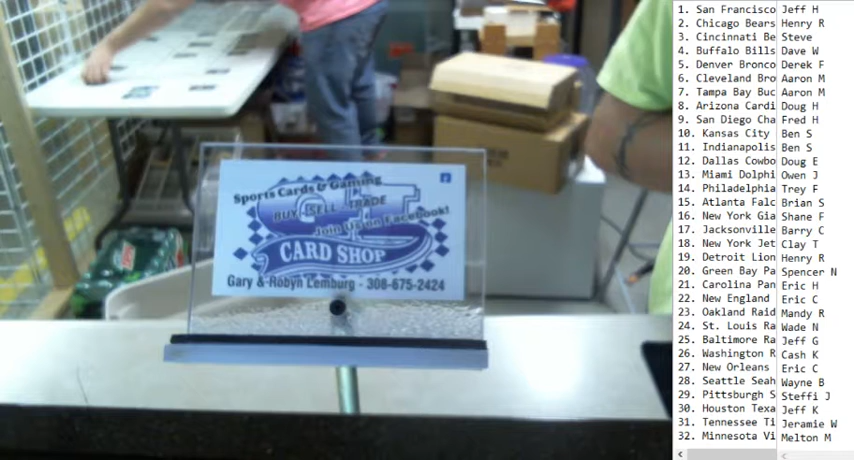 Sports Cards & Gaming
BUY - SELL - TRADE
Join Us on Facebook!
CARD SHOP
Gary & Robyn Lemburg - 308-675-2424
1. San Francisco Jeff H
2. Chicago Bears Henry R
3. Cincinnati Be Steve
4. Buffalo Bills Dave W
5. Denver Bronco Derek F
6. Cleveland Bro Aaron M
7. Tampa Bay Buc Aaron M
8. Arizona Cardi Doug H
9. San Diego Cha Fred H
10. Kansas City Ben S
11. Indianapolis Ben S
12. Dallas Cowbo Doug E
13. Miami Dolphi Owen J
14. Philadelphia Trey F
15. Atlanta Falc Brian S
16. New York Gia Shane F
17. Jacksonville Barry C
18. New York Jet Clay T
19. Detroit Lion Henry R
20. Green Bay Pa Spencer N
21. Carolina Pan Eric H
22. New England Eric C
23. Oakland Raid Mandy R
24. St. Louis Ra Wade N
25. Baltimore Ra Jeff G
26. Washington R Cash K
27. New Orleans Eric C
28. Seattle Seah Wayne B
29. Pittsburgh S Steffi J
30. Houston Texa Jeff K
31. Tennessee Ti Jeramie W
32. Minnesota Vi Melton M